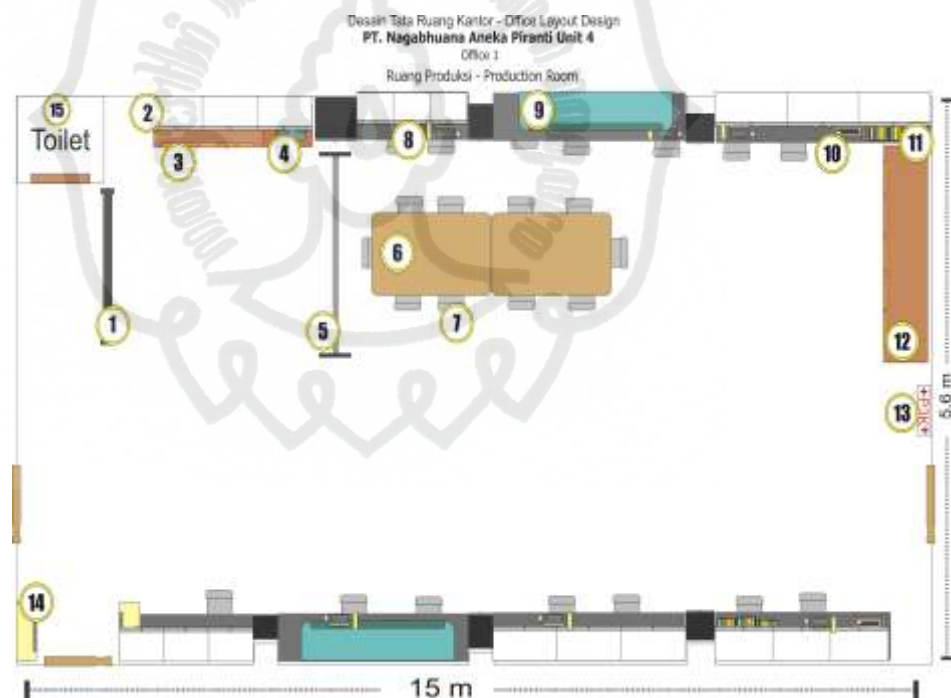 Desain Tata Ruang Kantor - Office Layout Design
PT. Nagabhuana Aneka Piranti Unit 4
Office 1
Ruang Produksi - Production Room
15
Toilet
2
3
4
8
9
10
11
6
7
1
5
12
13
+P3K+
5.6 m
14
15 m